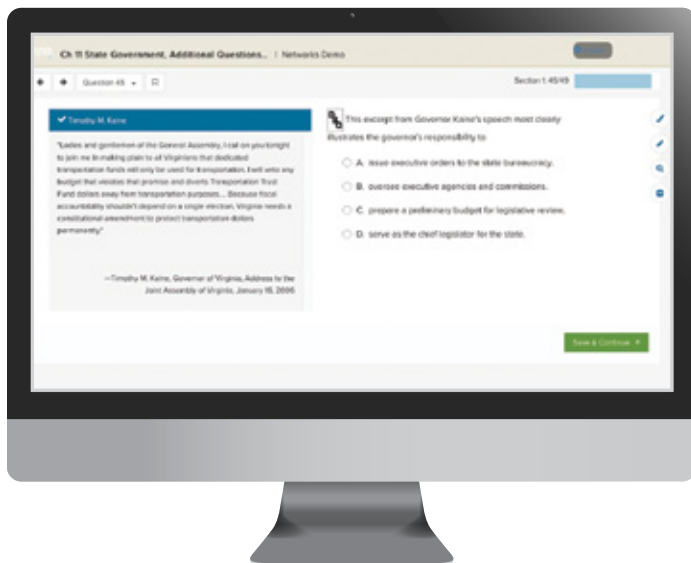 Ch 11 State Government, Additional Questions... | Networks Demo
Question 45
Section 1: 45/49
Timothy M. Kaine
"Ladies and gentlemen of the General Assembly, I call on you tonight
to join me in making plain to all Virginians that dedicated
transportation funds will only be used for transportation. I will veto any
budget that violates that promise and diverts Transportation Trust
Fund dollars away from transportation purposes... Because fiscal
accountability shouldn't depend on a single election, Virginia needs a
constitutional amendment to protect transportation dollars
permanently."
—Timothy M. Kaine, Governor of Virginia, Address to the
Joint Assembly of Virginia, January 16, 2006
This excerpt from Governor Kaine's speech most clearly
illustrates the governor's responsibility to
A. issue executive orders to the state bureaucracy.
B. oversee executive agencies and commissions.
C. prepare a preliminary budget for legislative review.
D. serve as the chief legislator for the state.
Save & Continue